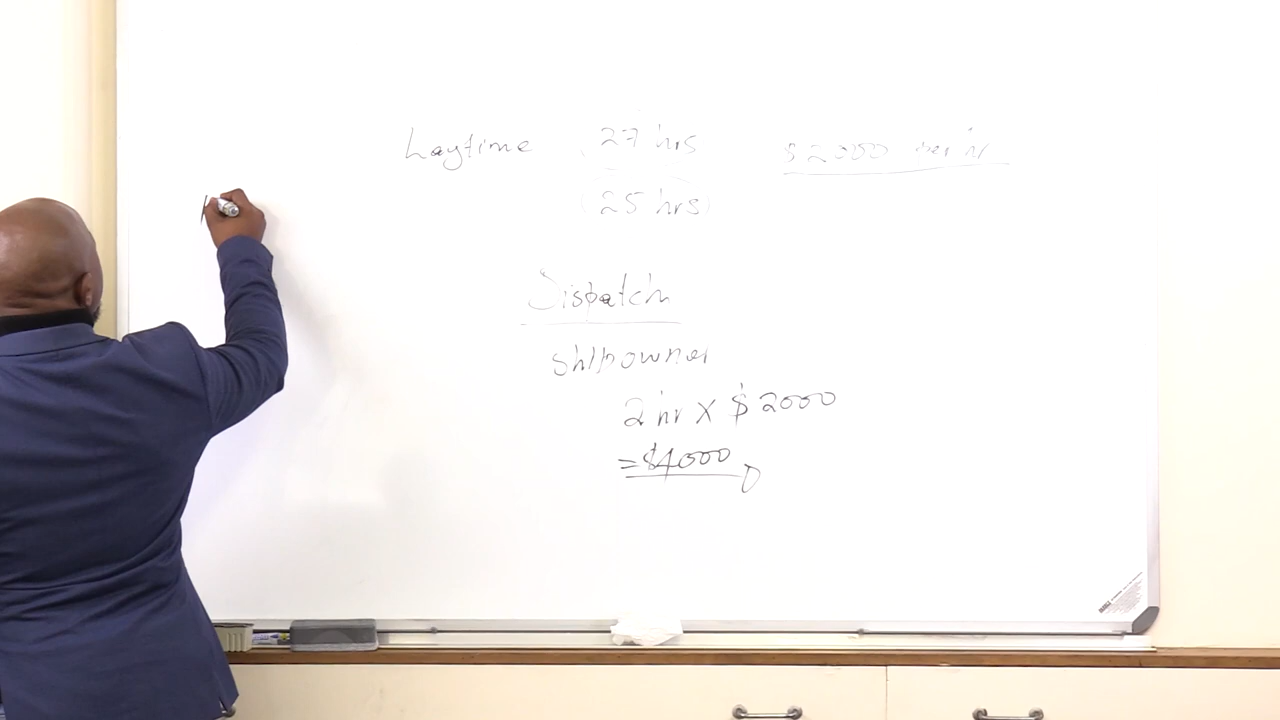 Laytime 27 hrs $2000 per hr
(25 hrs)
Dispatch
Shipowner
2 hr x $2000
= $4000